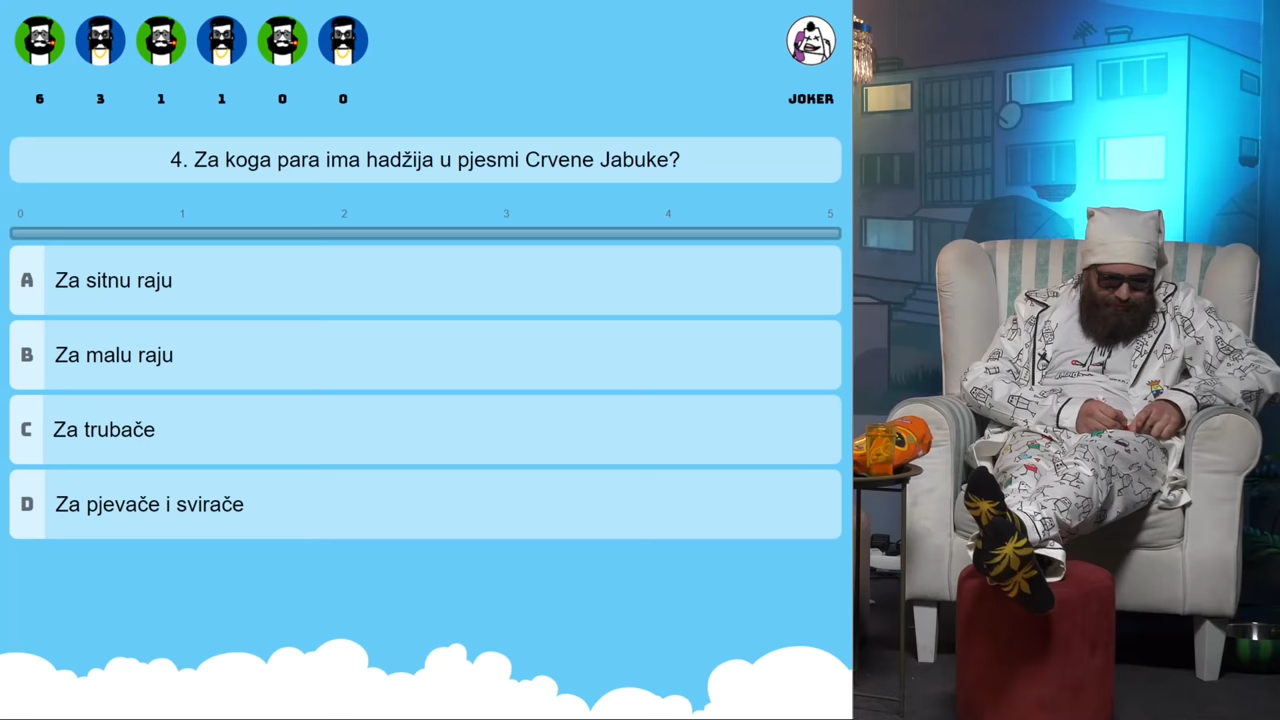 6
3
1
1
0
0
JOKER
4. Za koga para ima hadžija u pjesmi Crvene Jabuke?
0
1
2
3
4
5
A
Za sitnu raju
B
Za malu raju
C
Za trubače
D
Za pjevače i svirače